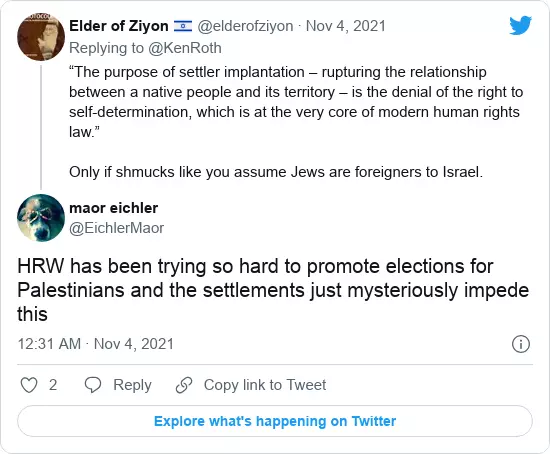 Elder of Ziyon 🇮🇱 @elderofziyon · Nov 4, 2021
Replying to @KenRoth
“The purpose of settler implantation – rupturing the relationship
between a native people and its territory – is the denial of the right to
self-determination, which is at the very core of modern human rights
law.”
Only if shmucks like you assume Jews are foreigners to Israel.
maor eichler
@EichlerMaor
HRW has been trying so hard to promote elections for
Palestinians and the settlements just mysteriously impede
this
12:31 AM · Nov 4, 2021
2 Reply Copy link to Tweet
Explore what's happening on Twitter